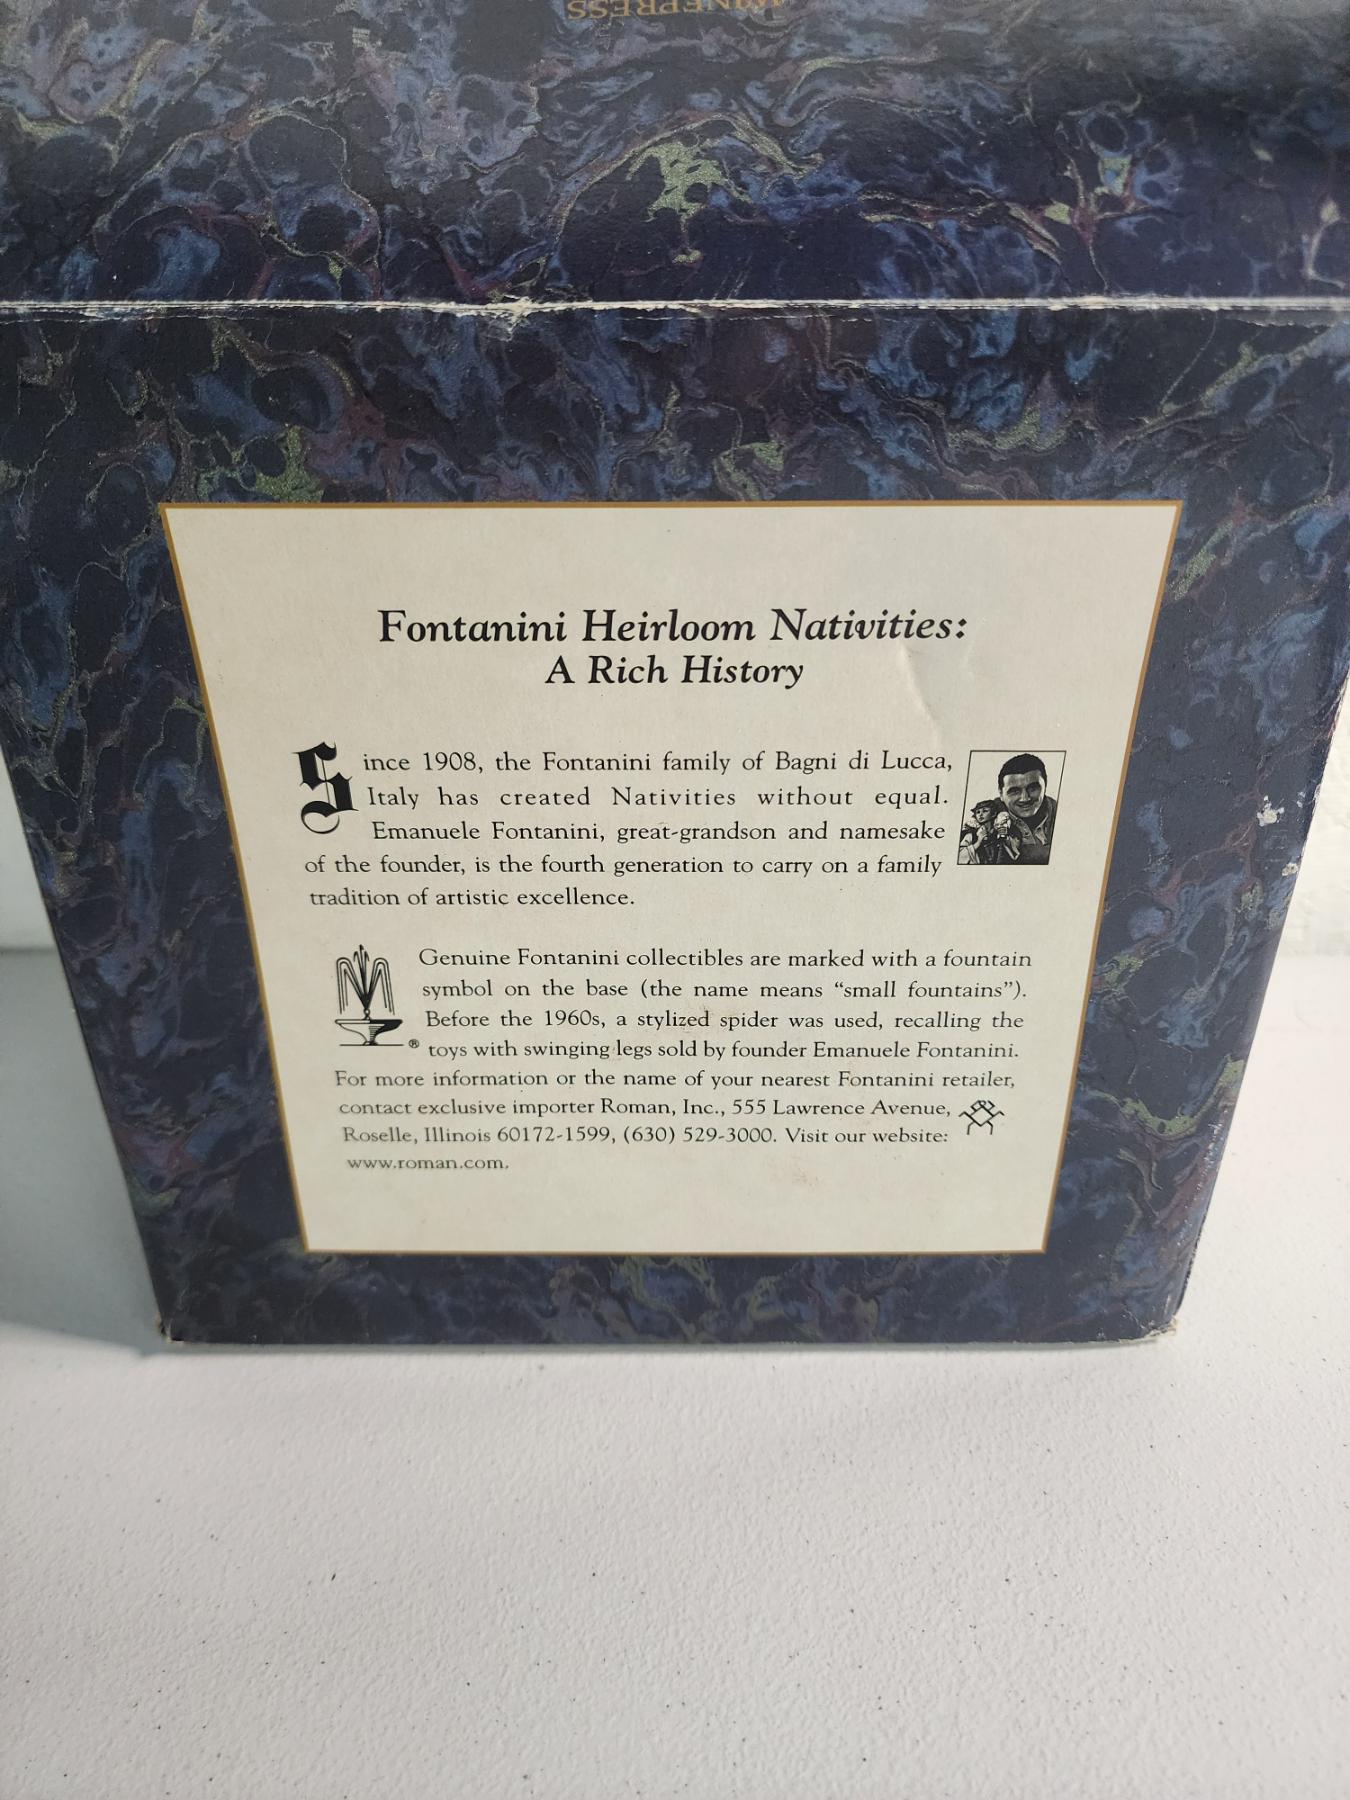 WINEPRESS
Fontanini Heirloom Nativities:
A Rich History
Since 1908, the Fontanini family of Bagni di Lucca,
Italy has created Nativities without equal.
Emanuele Fontanini, great-grandson and namesake
of the founder, is the fourth generation to carry on a family
tradition of artistic excellence.
Genuine Fontanini collectibles are marked with a fountain
symbol on the base (the name means “small fountains”).
Before the 1960s, a stylized spider was used, recalling the
® toys with swinging legs sold by founder Emanuele Fontanini.
For more information or the name of your nearest Fontanini retailer,
contact exclusive importer Roman, Inc., 555 Lawrence Avenue,
Roselle, Illinois 60172-1599, (630) 529-3000. Visit our website:
www.roman.com.